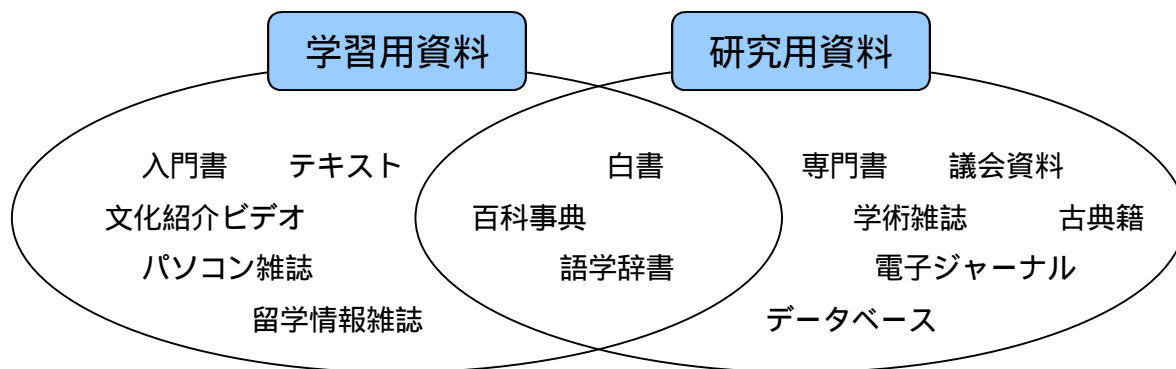 学習用資料 研究用資料
入門書 テキスト 白書 専門書 議会資料
文化紹介ビデオ 百科事典 学術雑誌 古典籍
パソコン雑誌 語学辞書 電子ジャーナル
留学情報雑誌 データベース